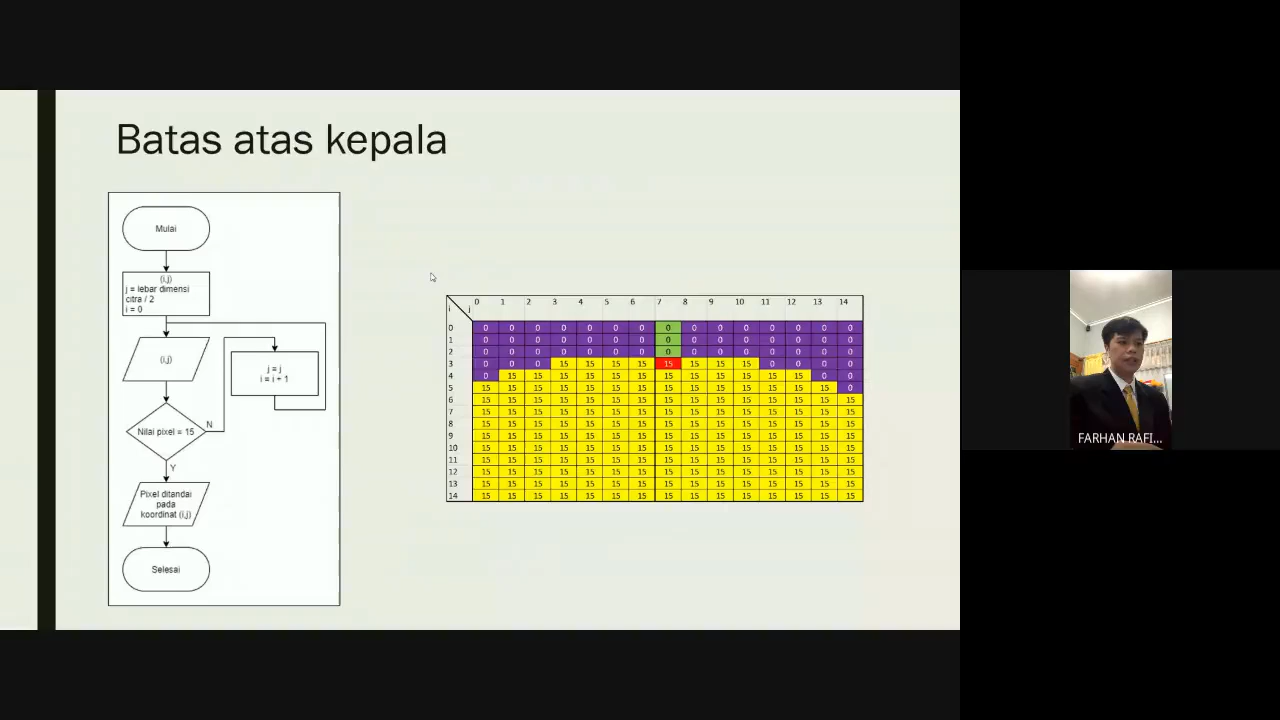 Batas atas kepala
Mulai
(i,j)
j = lebar dimensi
citra / 2
i = 0
(i,j)
j = j
i = i + 1
Nilai pixel = 15
N
Y
Pixel ditandai
pada
koordinat (i,j)
Selesai
i j 0 1 2 3 4 5 6 7 8 9 10 11 12 13 14
0 0 0 0 0 0 0 0 0 0 0 0 0 0 0 0
1 0 0 0 0 0 0 0 0 0 0 0 0 0 0 0
2 0 0 0 0 0 0 0 0 0 0 0 0 0 0 0
3 0 0 0 15 15 15 15 15 15 15 15 0 0 0 0
4 0 15 15 15 15 15 15 15 15 15 15 15 15 0 0
5 15 15 15 15 15 15 15 15 15 15 15 15 15 15 0
6 15 15 15 15 15 15 15 15 15 15 15 15 15 15 15
7 15 15 15 15 15 15 15 15 15 15 15 15 15 15 15
8 15 15 15 15 15 15 15 15 15 15 15 15 15 15 15
9 15 15 15 15 15 15 15 15 15 15 15 15 15 15 15
10 15 15 15 15 15 15 15 15 15 15 15 15 15 15 15
11 15 15 15 15 15 15 15 15 15 15 15 15 15 15 15
12 15 15 15 15 15 15 15 15 15 15 15 15 15 15 15
13 15 15 15 15 15 15 15 15 15 15 15 15 15 15 15
14 15 15 15 15 15 15 15 15 15 15 15 15 15 15 15
FARHAN RAFI...